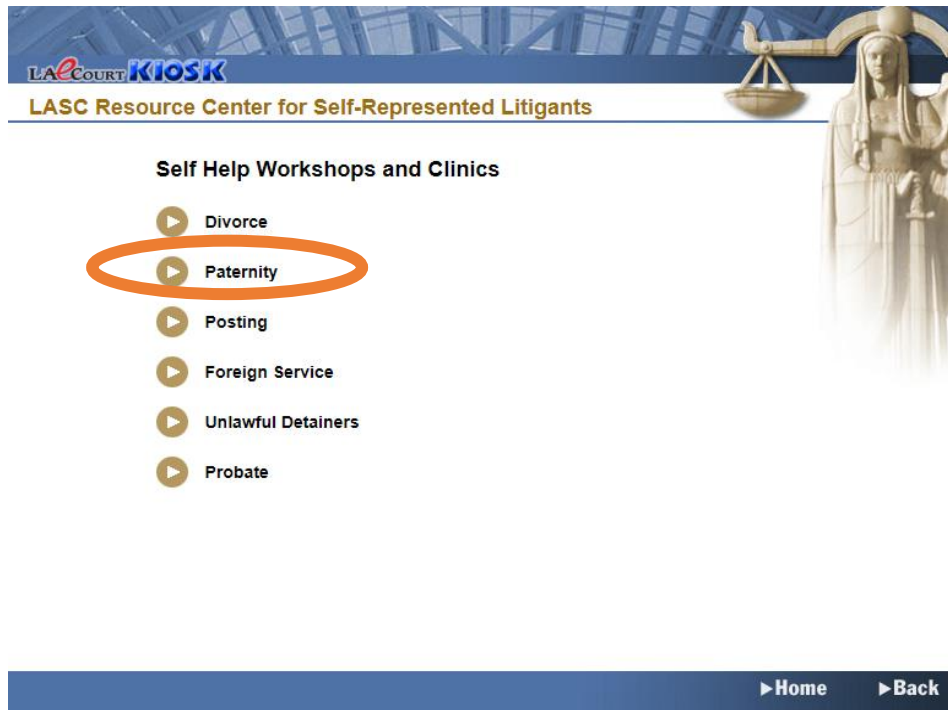 LAeCOURT KIOSK
LASC Resource Center for Self-Represented Litigants
Self Help Workshops and Clinics
Divorce
Paternity
Posting
Foreign Service
Unlawful Detainers
Probate
Home Back